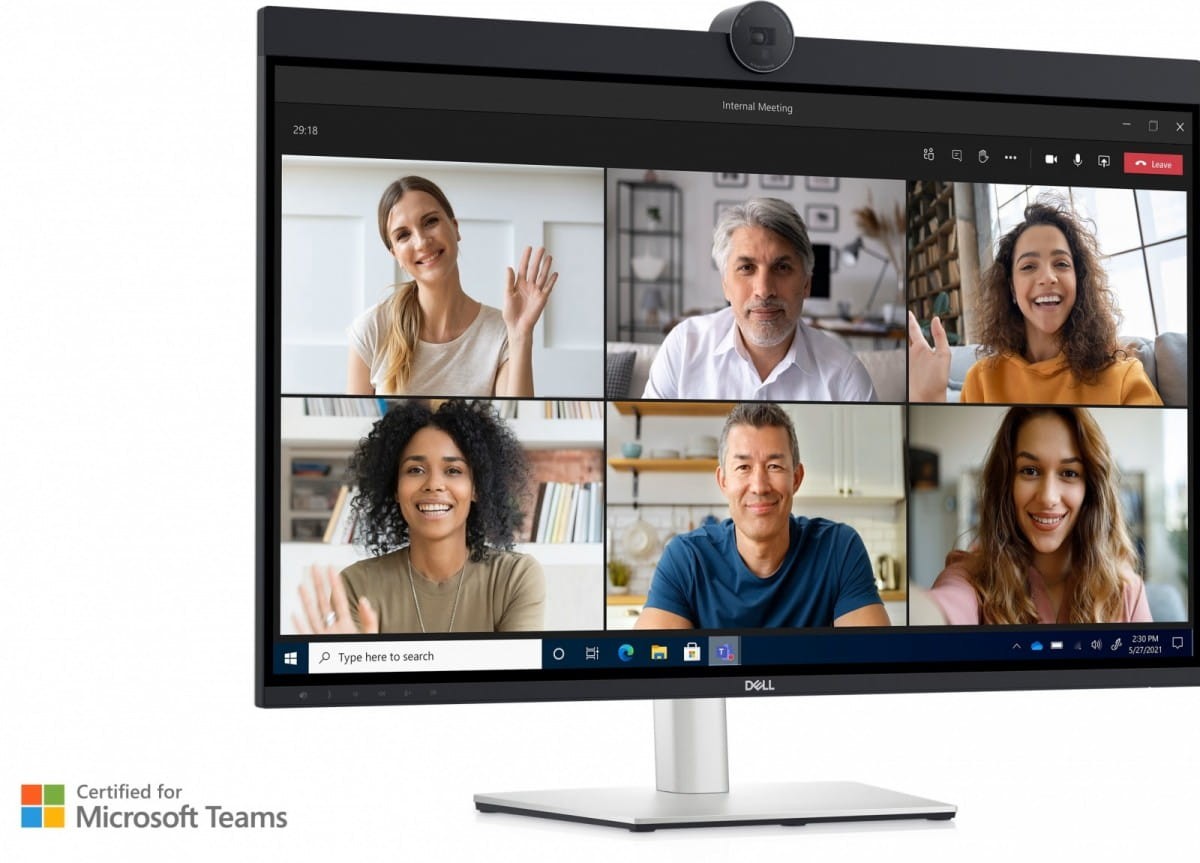 Internal Meeting
29:18
Leave
Type here to search
2:30 PM
5/27/2021
DELL
Certified for
Microsoft Teams